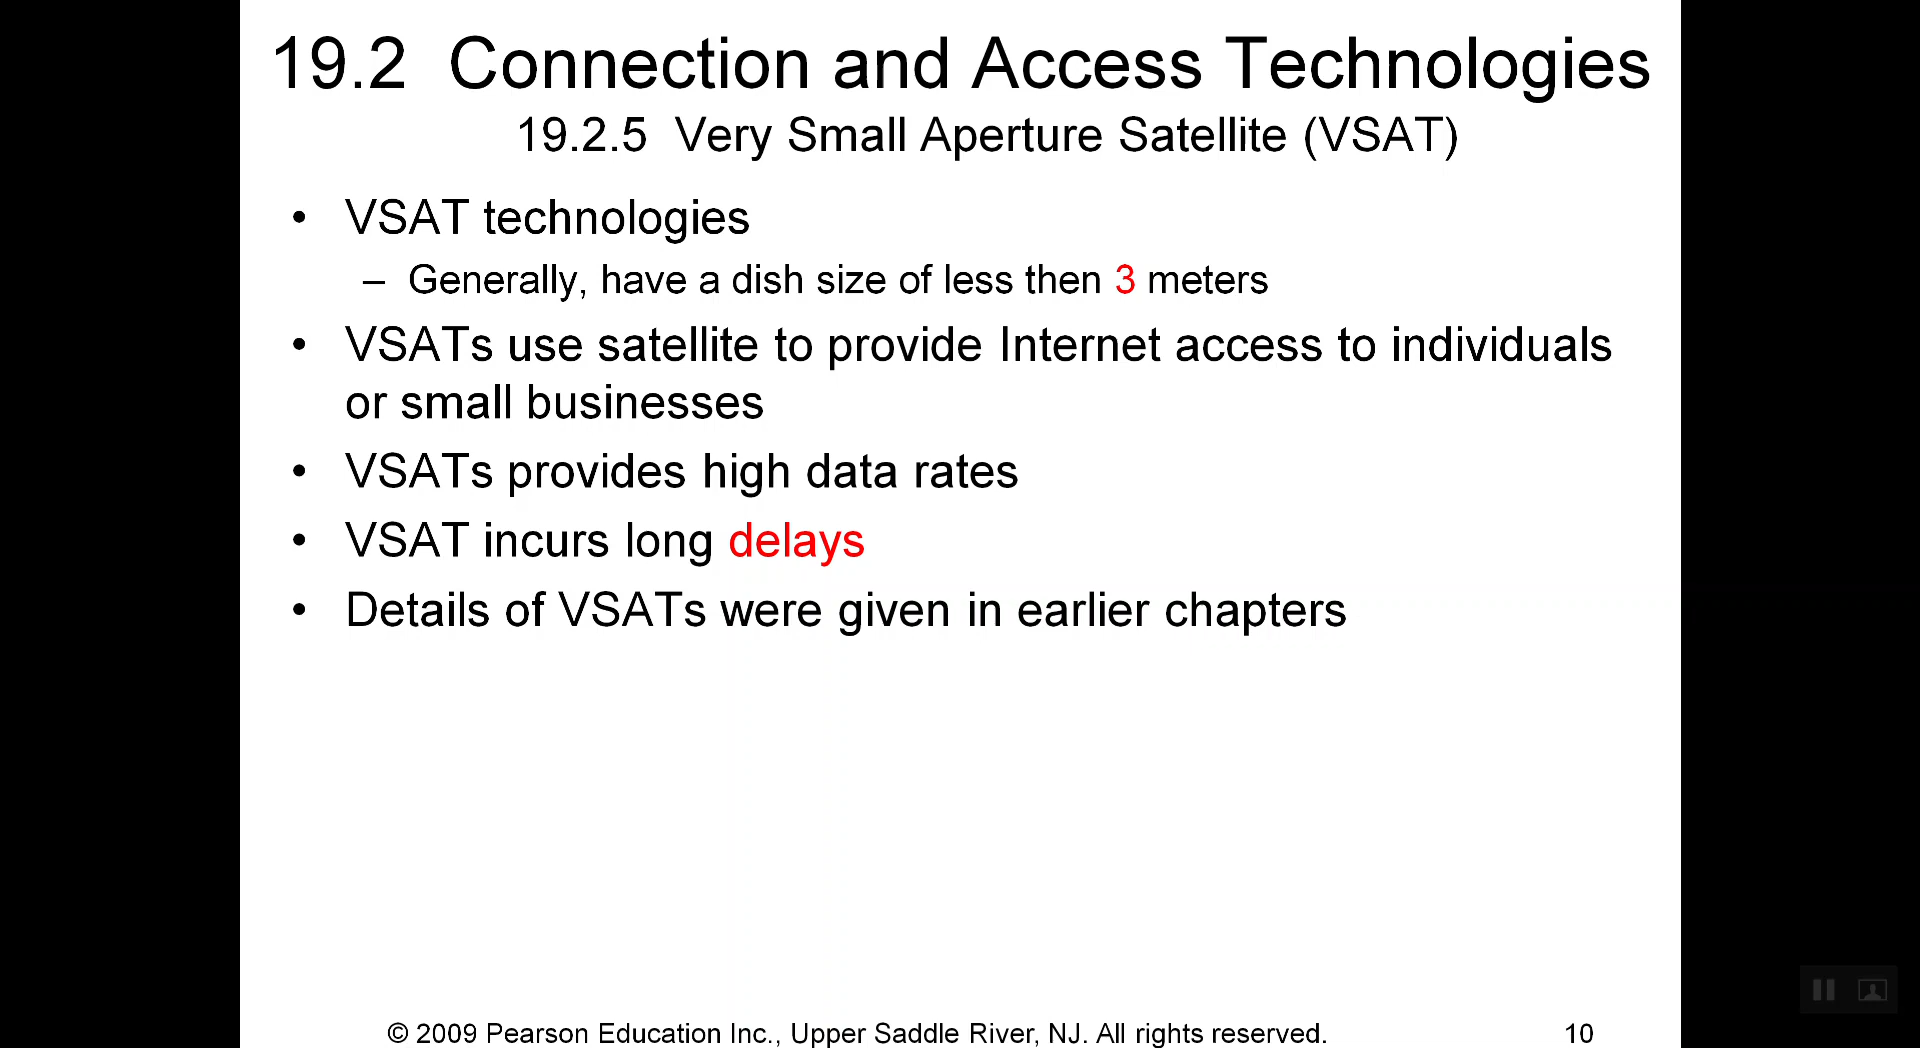 19.2 Connection and Access Technologies
19.2.5 Very Small Aperture Satellite (VSAT)
• VSAT technologies
– Generally, have a dish size of less then 3 meters
• VSATs use satellite to provide Internet access to individuals
or small businesses
• VSATs provides high data rates
• VSAT incurs long delays
• Details of VSATs were given in earlier chapters
© 2009 Pearson Education Inc., Upper Saddle River, NJ. All rights reserved.
10